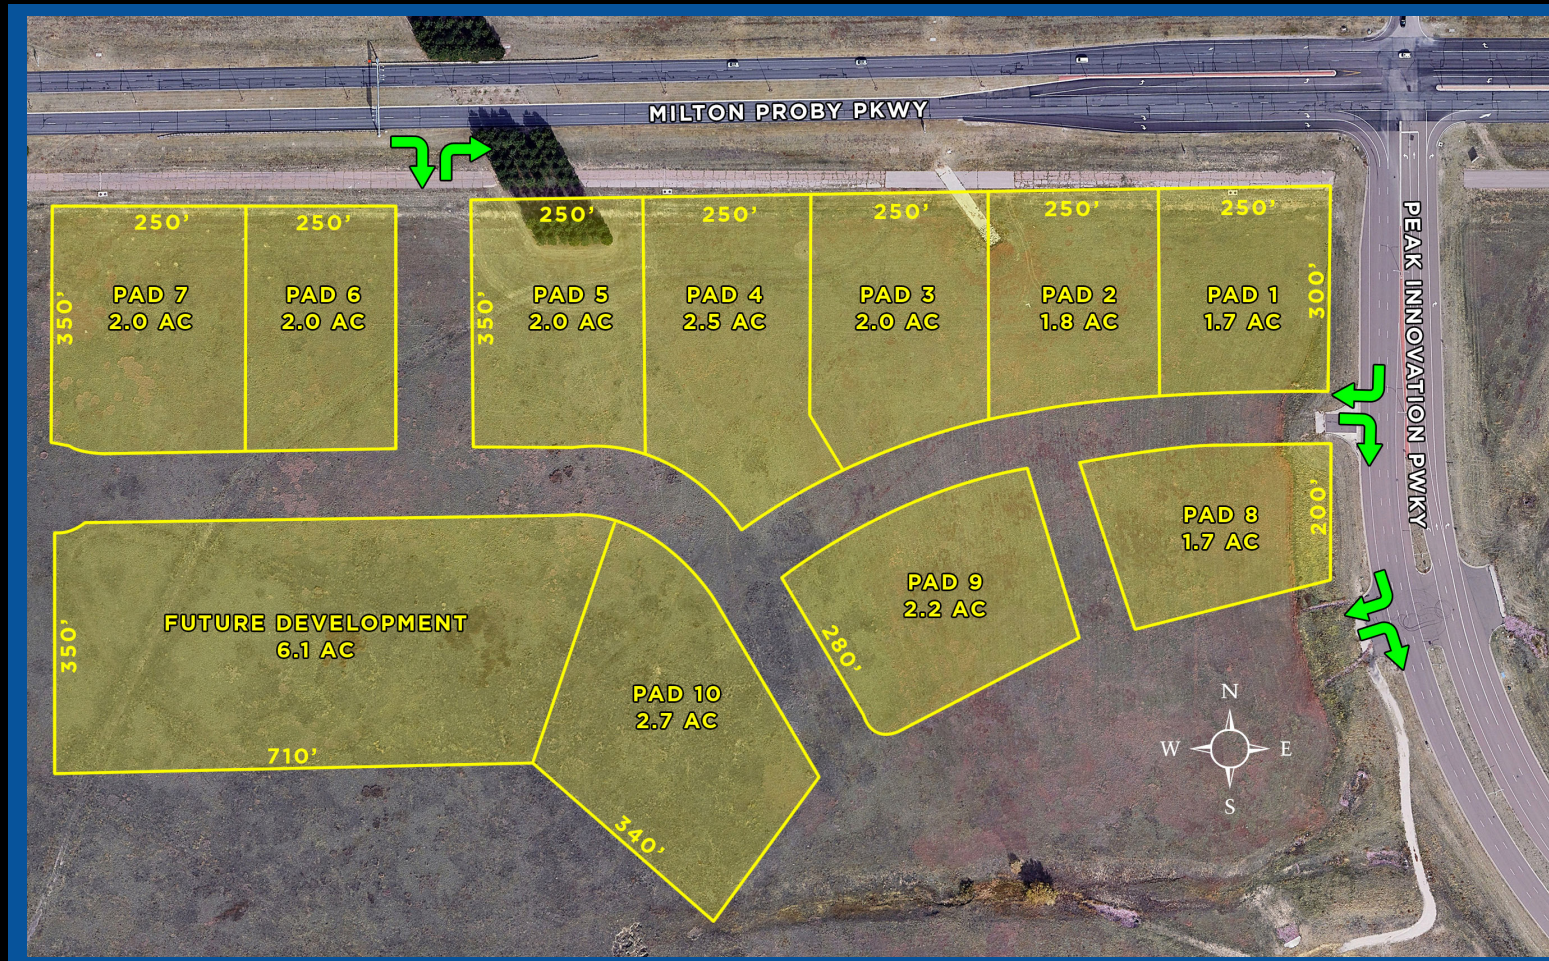 MILTON PROBY PKWY
PEAK INNOVATION PWKY
250'
250'
250'
250'
250'
250'
250'
350'
PAD 7
2.0 AC
PAD 6
2.0 AC
350'
PAD 5
2.0 AC
PAD 4
2.5 AC
PAD 3
2.0 AC
PAD 2
1.8 AC
PAD 1
1.7 AC
300'
PAD 8
1.7 AC
200'
PAD 9
2.2 AC
280'
FUTURE DEVELOPMENT
6.1 AC
350'
710'
PAD 10
2.7 AC
340'
N
W
E
S